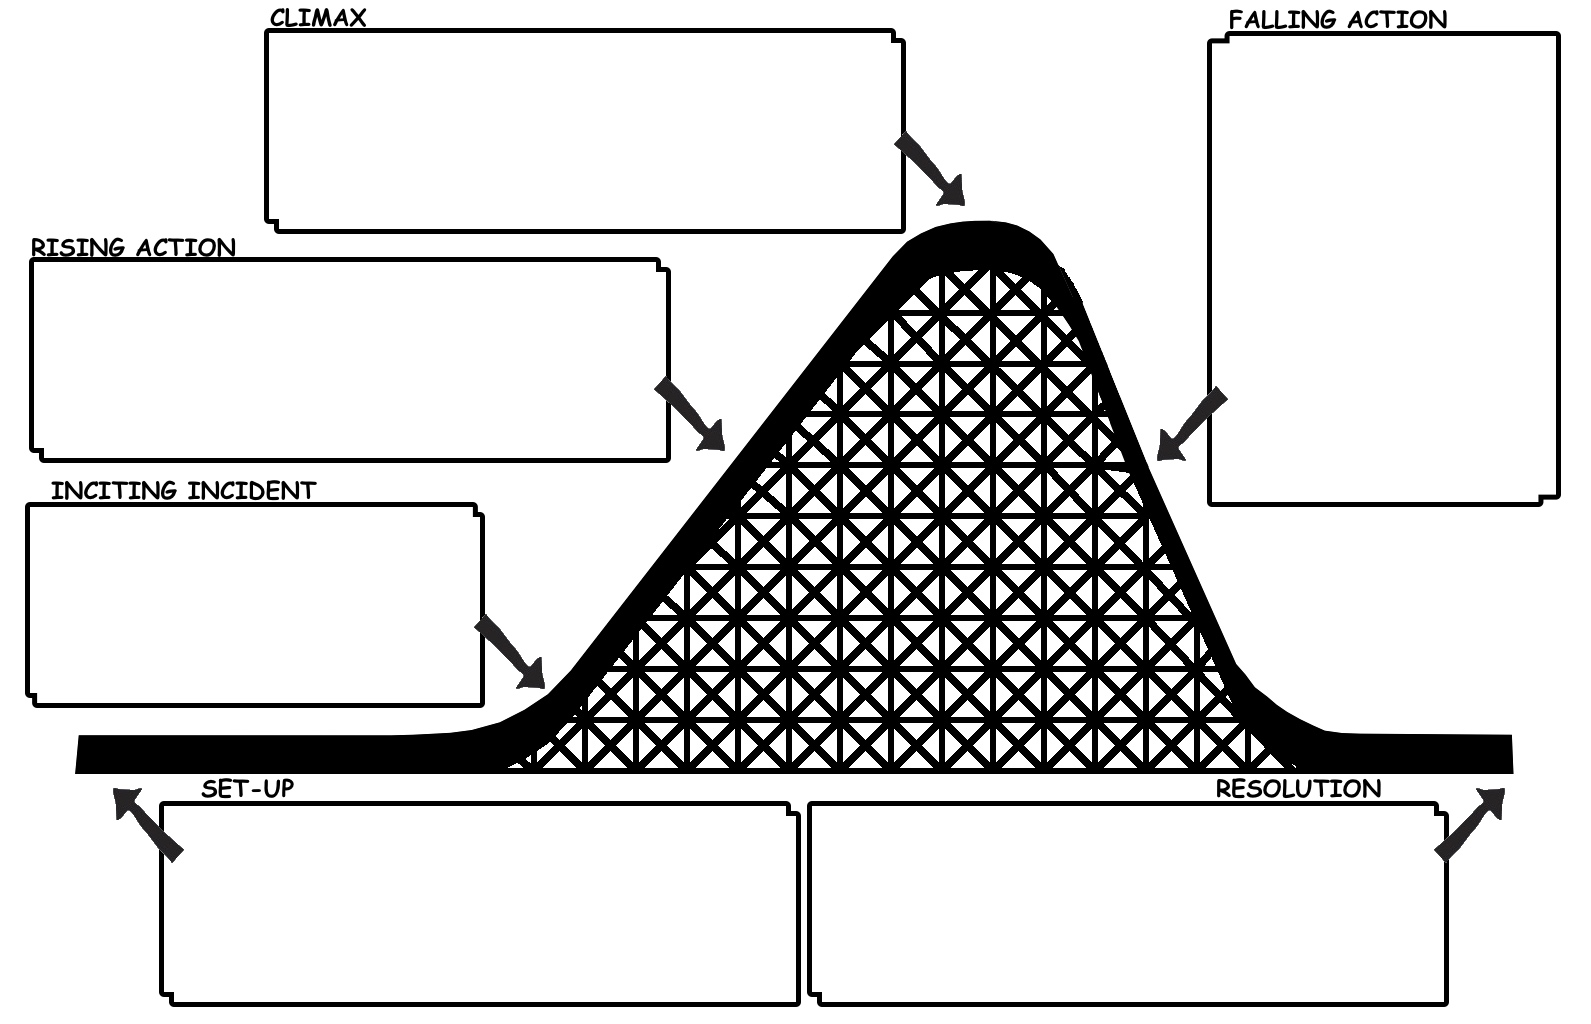 CLIMAX
FALLING ACTION
RISING ACTION
INCITING INCIDENT
SET-UP
RESOLUTION